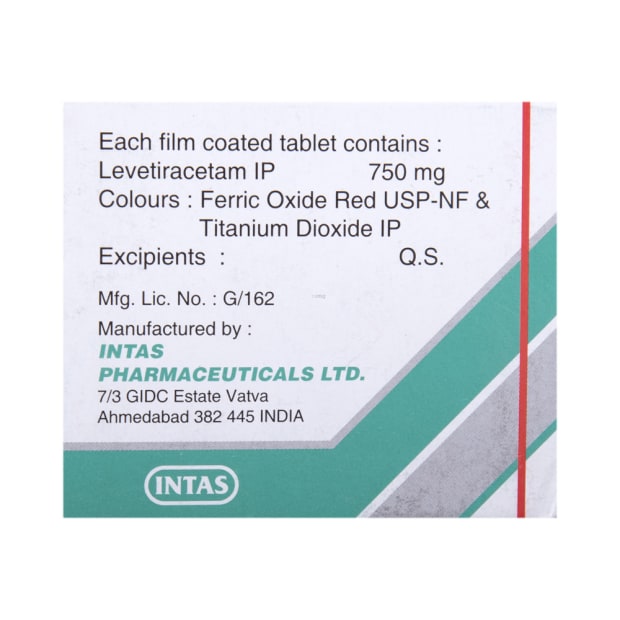 Each film coated tablet contains :
Levetiracetam IP 750 mg
Colours : Ferric Oxide Red USP-NF &
Titanium Dioxide IP
Excipients : Q.S.
Mfg. Lic. No. : G/162
Manufactured by :
INTAS
PHARMACEUTICALS LTD.
7/3 GIDC Estate Vatva
Ahmedabad 382 445 INDIA
INTAS